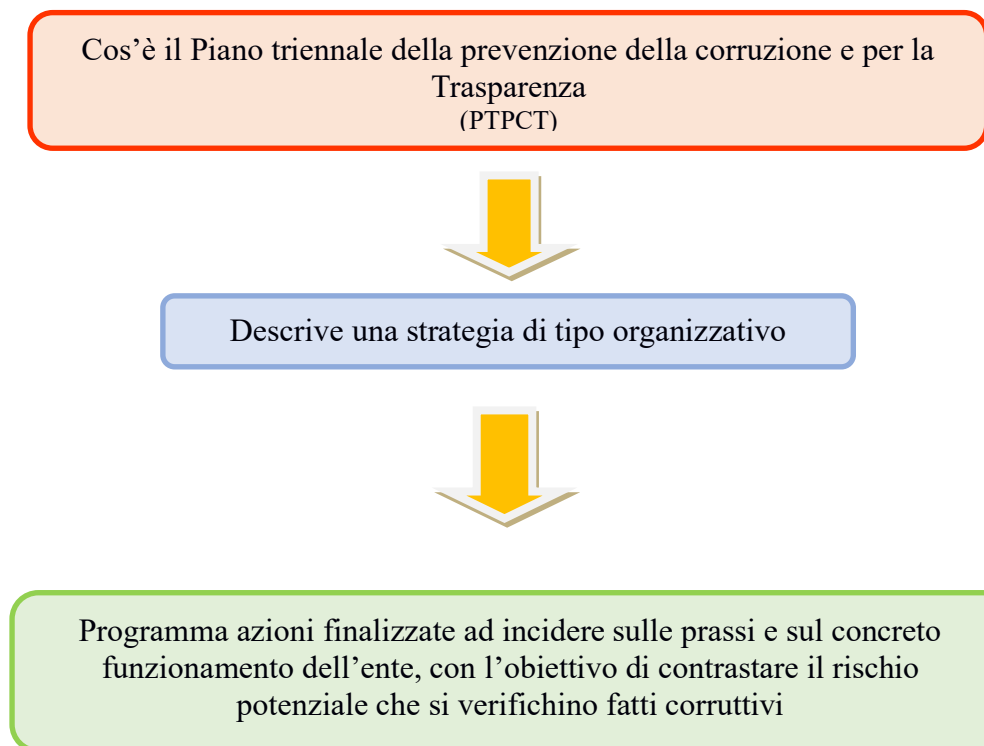 Cos’è il Piano triennale della prevenzione della corruzione e per la
Trasparenza
(PTPCT)
Descrive una strategia di tipo organizzativo
Programma azioni finalizzate ad incidere sulle prassi e sul concreto
funzionamento dell’ente, con l’obiettivo di contrastare il rischio
potenziale che si verifichino fatti corruttivi